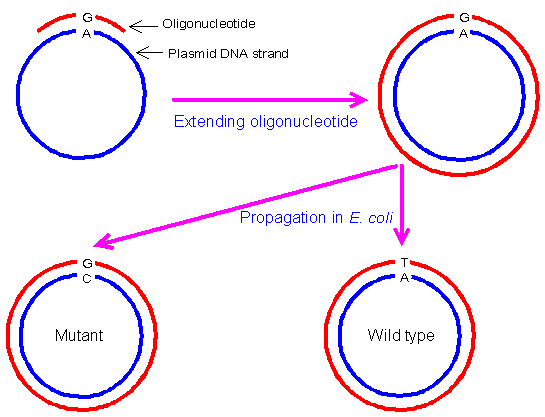 G
A
Oligonucleotide
Plasmid DNA strand
G
A
Extending oligonucleotide
Propagation in E. coli
G
C
Mutant
T
A
Wild type